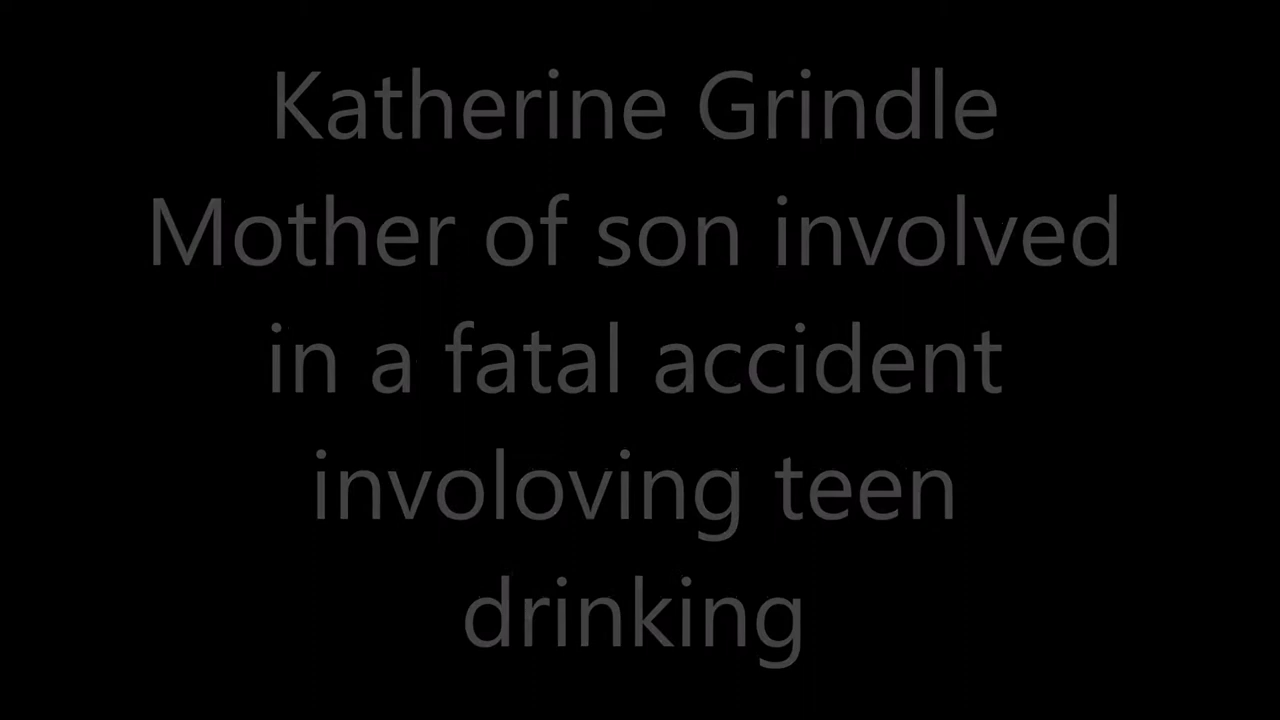 Katherine Grindle
Mother of son involved
in a fatal accident
involoving teen
drinking